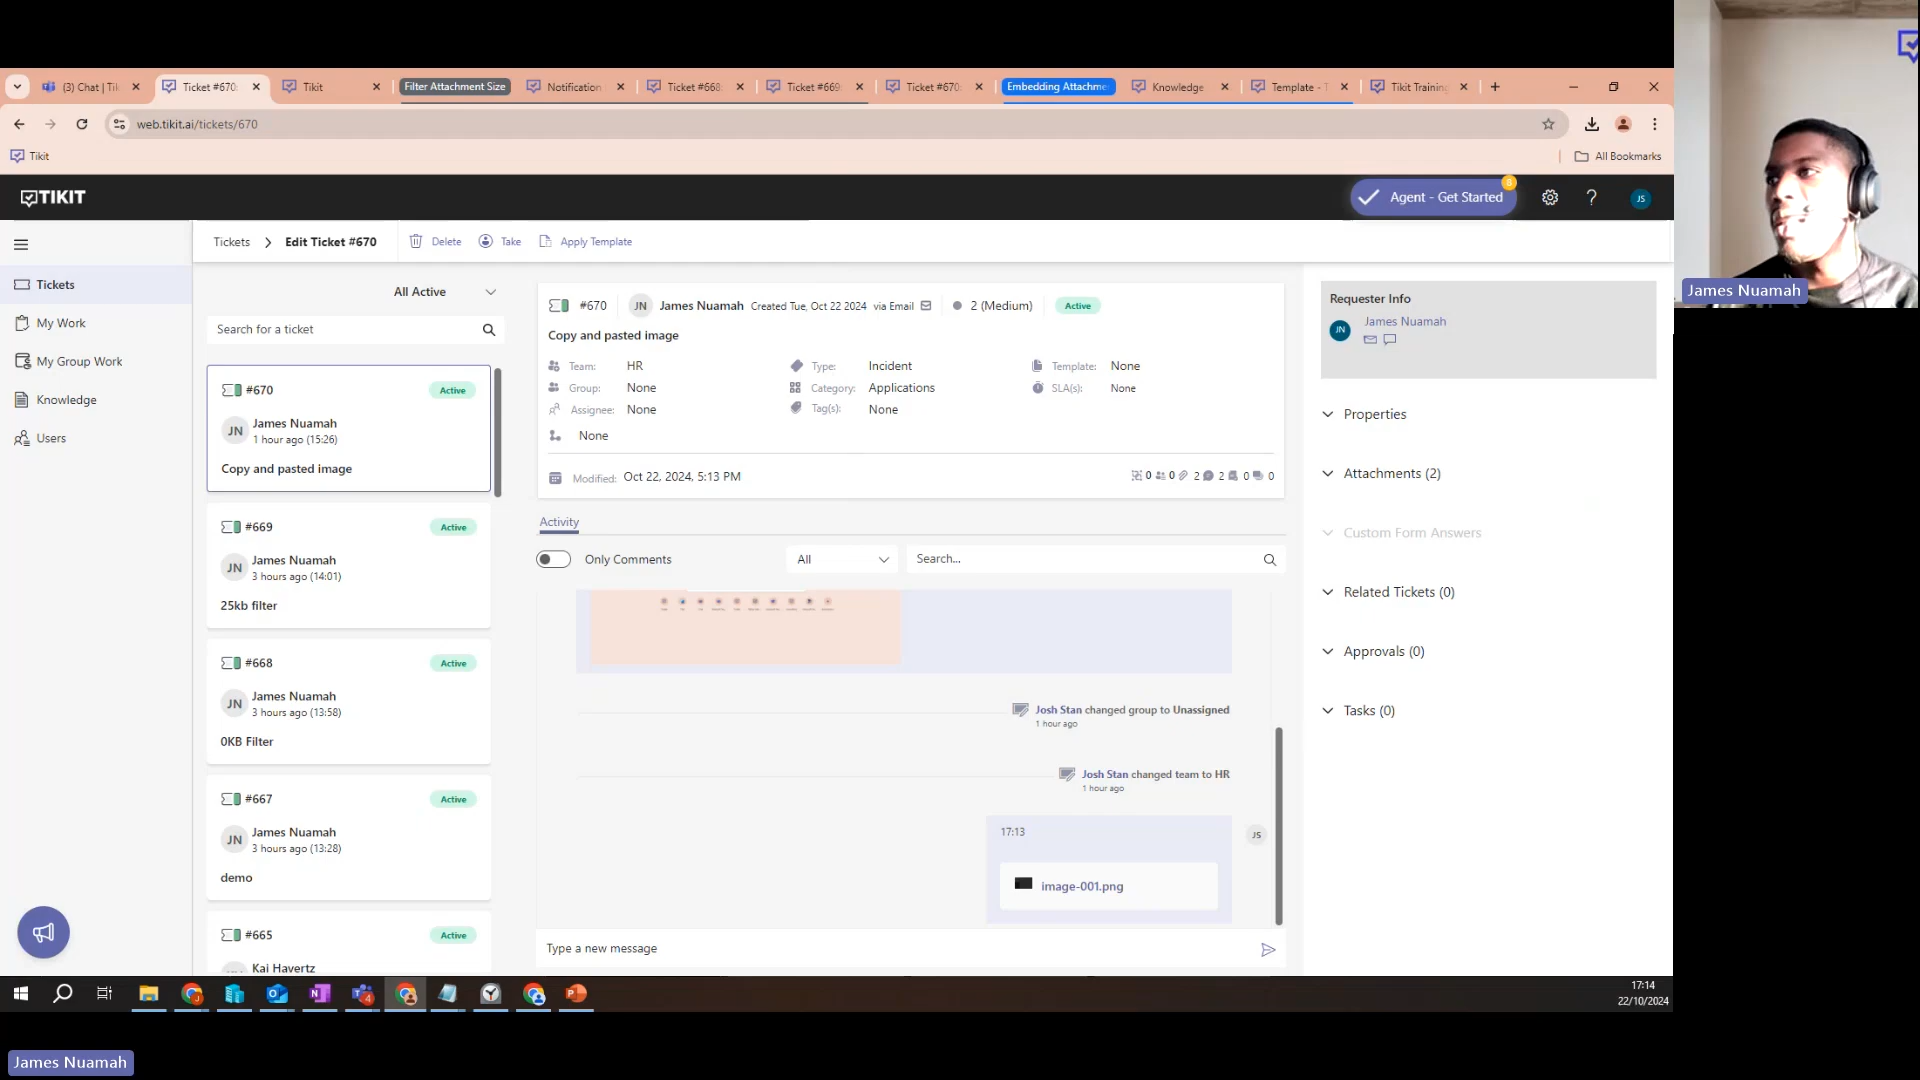 (3) Chat | Tik
Ticket #670
Tikit
Filter Attachment Size
Notification
Ticket #668
Ticket #669
Ticket #670
Embedding Attachme
Knowledge
Template - T
Tikit Training
web.tikit.ai/tickets/670
Tikit
All Bookmarks
TIKIT
Agent - Get Started
8
JS
Tickets
My Work
My Group Work
Knowledge
Users
Tickets > Edit Ticket #670
Delete
Take
Apply Template
All Active
Search for a ticket
#670
Active
JN
James Nuamah
1 hour ago (15:26)
Copy and pasted image
#669
Active
JN
James Nuamah
3 hours ago (14:01)
25kb filter
#668
Active
JN
James Nuamah
3 hours ago (13:58)
0KB Filter
#667
Active
JN
James Nuamah
3 hours ago (13:28)
demo
#665
Active
Kai Havertz
#670 JN James Nuamah Created Tue, Oct 22 2024 via Email 2 (Medium) Active
Copy and pasted image
Team: HR Type: Incident Template: None
Group: None Category: Applications SLA(s): None
Assignee: None Tag(s): None
None
Modified: Oct 22, 2024, 5:13 PM
0 0 2 2 0 0
Activity
Only Comments
All
Search...
Josh Stan changed group to Unassigned
1 hour ago
Josh Stan changed team to HR
1 hour ago
17:13
JS
image-001.png
Type a new message
Requester Info
JN
James Nuamah
Properties
Attachments (2)
Custom Form Answers
Related Tickets (0)
Approvals (0)
Tasks (0)
James Nuamah
17:14
22/10/2024
James Nuamah